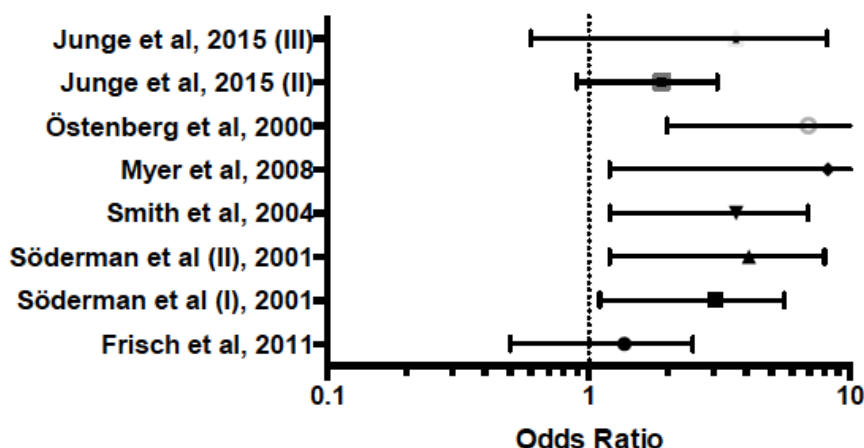 Junge et al, 2015 (III)
Junge et al, 2015 (II)
Östenberg et al, 2000
Myer et al, 2008
Smith et al, 2004
Söderman et al (II), 2001
Söderman et al (I), 2001
Frisch et al, 2011
0.1 1 10
Odds Ratio